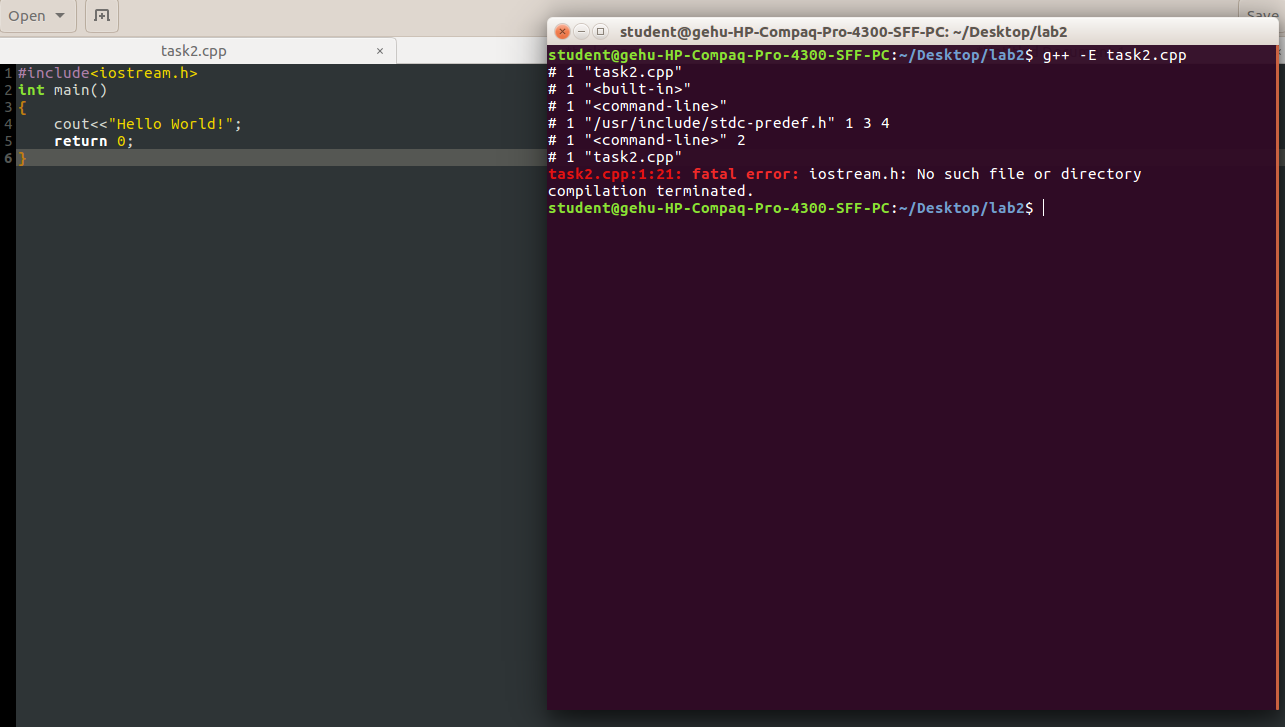 Open
Save
task2.cpp ×
1 #include<iostream.h>
2 int main()
3 {
4     cout<<"Hello World!";
5     return 0;
6 }
student@gehu-HP-Compaq-Pro-4300-SFF-PC: ~/Desktop/lab2
student@gehu-HP-Compaq-Pro-4300-SFF-PC:~/Desktop/lab2$ g++ -E task2.cpp
# 1 "task2.cpp"
# 1 "<built-in>"
# 1 "<command-line>"
# 1 "/usr/include/stdc-predef.h" 1 3 4
# 1 "<command-line>" 2
# 1 "task2.cpp"
task2.cpp:1:21: fatal error: iostream.h: No such file or directory
compilation terminated.
student@gehu-HP-Compaq-Pro-4300-SFF-PC:~/Desktop/lab2$